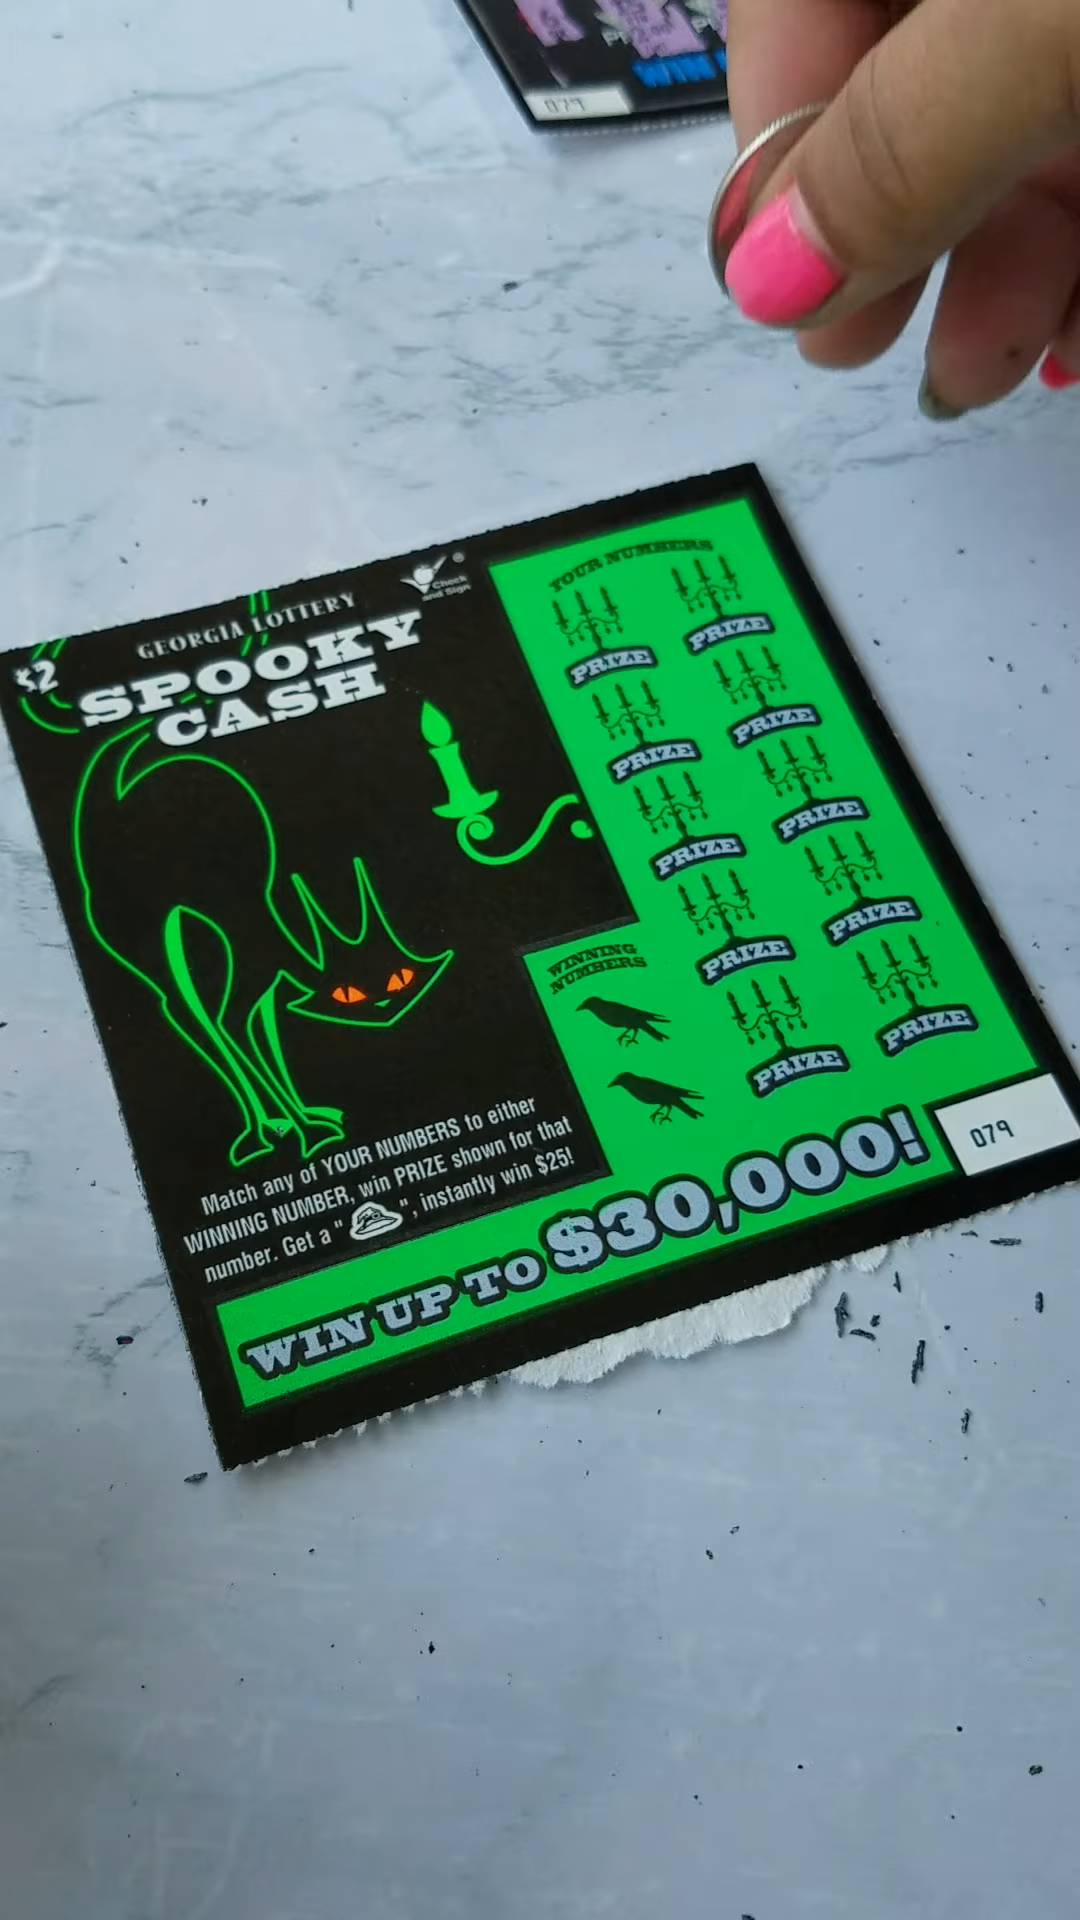 WIN
079
Check
and Sign
GEORGIA LOTTERY
$2
SPOOKY
CASH
YOUR NUMBERS
PRIZE
PRIZE
PRIZE
PRIZE
PRIZE
PRIZE
PRIZE
PRIZE
PRIZE
PRIZE
WINNING
NUMBERS
Match any of YOUR NUMBERS to either
WINNING NUMBER, win PRIZE shown for that
number. Get a " ", instantly win $25!
WIN UP TO $30,000!
079